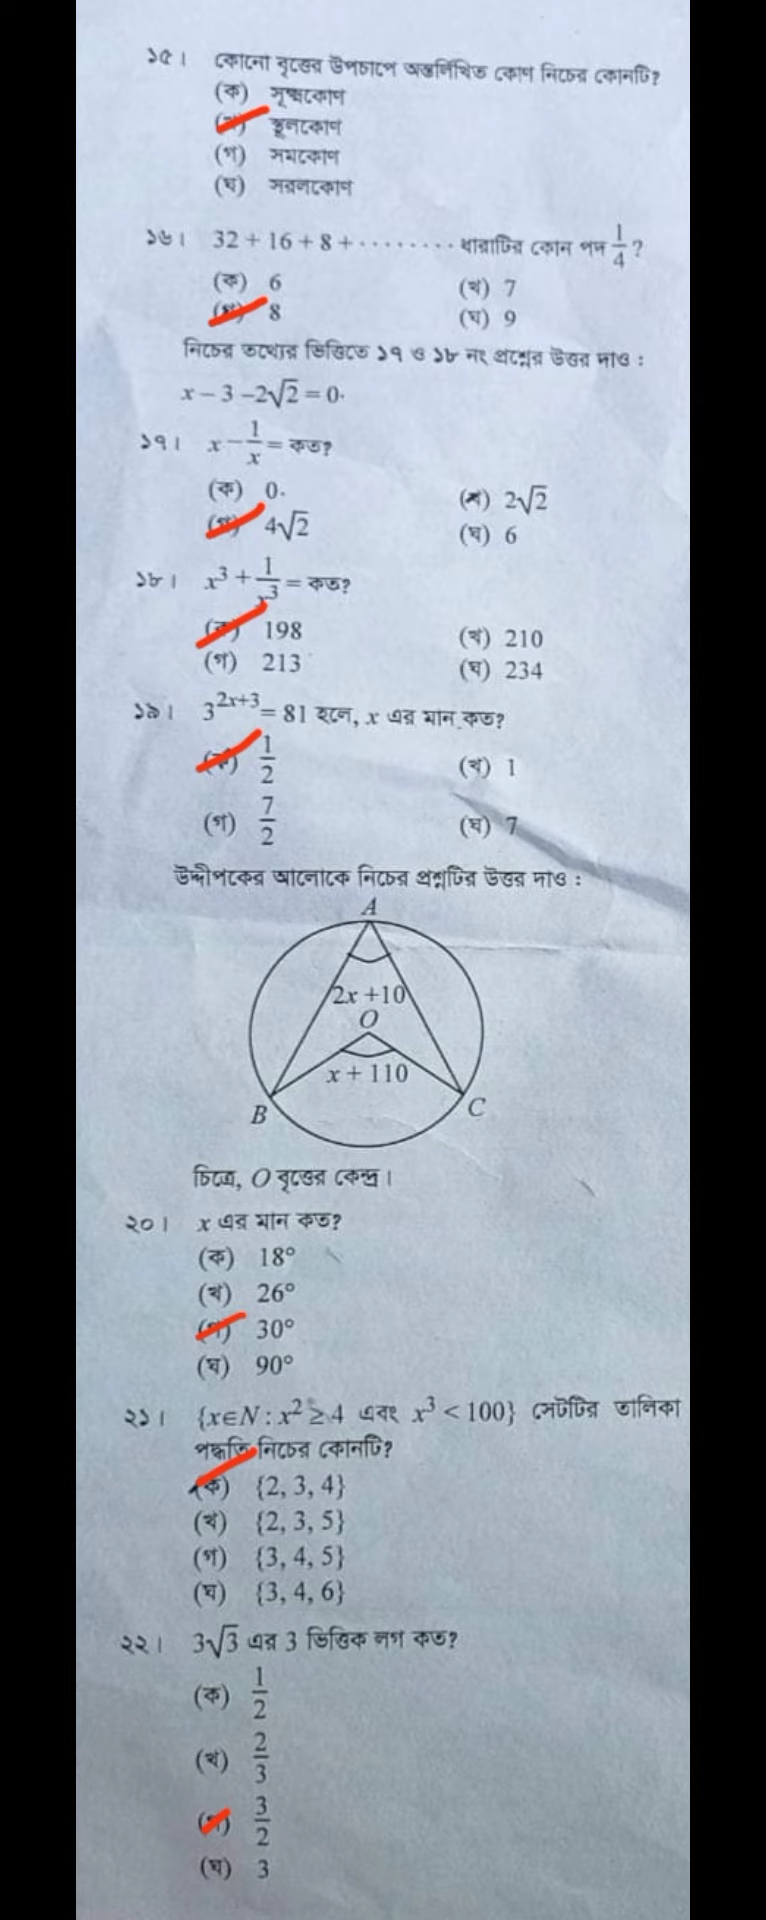 ১৫। কোনো বৃত্তের উপচাপে অন্তর্লিখিত কোণ নিচের কোনটি?
(ক) সূক্ষ্মকোণ
(খ) স্থূলকোণ
(গ) সমকোণ
(ঘ) সরলকোণ
১৬। 32 + 16 + 8 + ········ ধারাটির কোন পদ 1/4?
(ক) 6 (খ) 7
(গ) 8 (ঘ) 9
নিচের তথ্যের ভিত্তিতে ১৭ ও ১৮ নং প্রশ্নের উত্তর দাও :
x – 3 –2√2 = 0·
১৭। x – 1/x = কত?
(ক) 0. (খ) 2√2
(গ) 4√2 (ঘ) 6
১৮। x³ + 1/x³ = কত?
(ক) 198 (খ) 210
(গ) 213 (ঘ) 234
১৯। 3^(2x+3) = 81 হলে, x এর মান কত?
(ক) 1/2 (খ) 1
(গ) 7/2 (ঘ) 7
উদ্দীপকের আলোকে নিচের প্রশ্নটির উত্তর দাও :
A
2x +10
O
x + 110
B C
চিত্রে, O বৃত্তের কেন্দ্র।
২০। x এর মান কত?
(ক) 18°
(খ) 26°
(গ) 30°
(ঘ) 90°
২১। {x∈N : x² ≥ 4 এবং x³ < 100} সেটটির তালিকা
পদ্ধতি নিচের কোনটি?
(ক) {2, 3, 4}
(খ) {2, 3, 5}
(গ) {3, 4, 5}
(ঘ) {3, 4, 6}
২২। 3√3 এর 3 ভিত্তিক লগ কত?
(ক) 1/2
(খ) 2/3
(গ) 3/2
(ঘ) 3